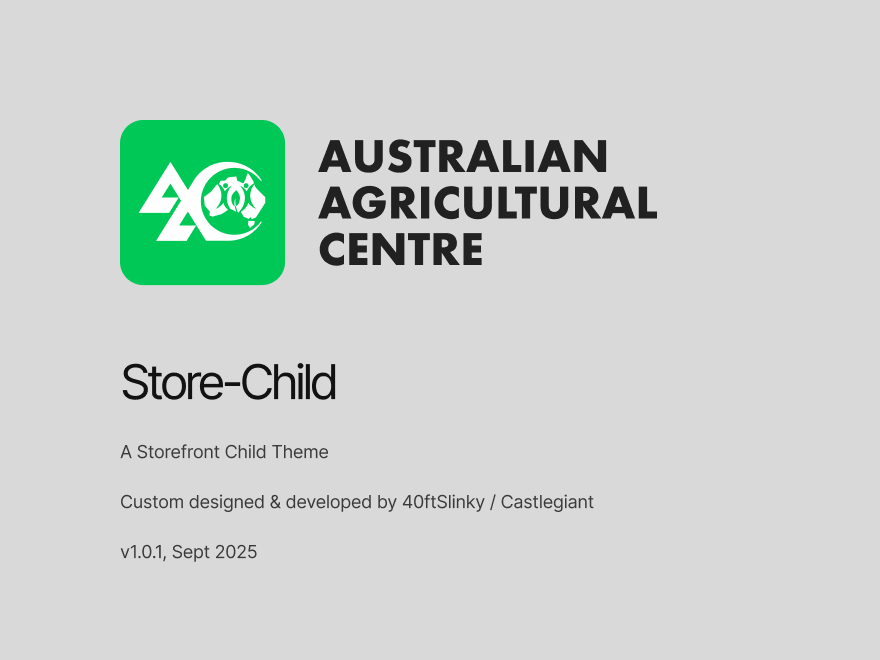 AAC
AUSTRALIAN
AGRICULTURAL
CENTRE
Store-Child
A Storefront Child Theme
Custom designed & developed by 40ftSlinky / Castlegiant
v1.0.1, Sept 2025